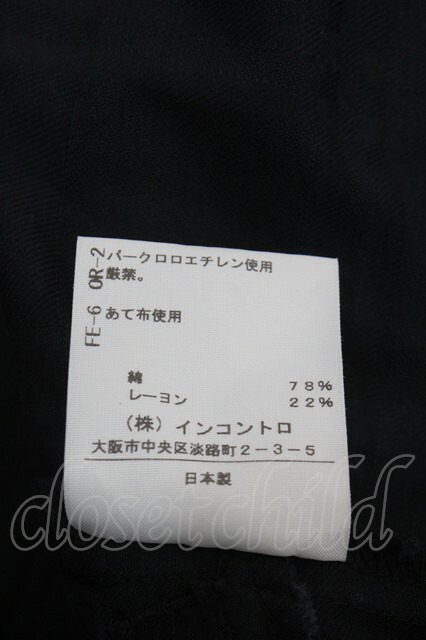 OR-2 パークロロエチレン使用
厳禁。
FE-6 あて布使用
綿 78%
レーヨン 22%
(株) インコントロ
大阪市中央区淡路町2-3-5
日本製
closet child